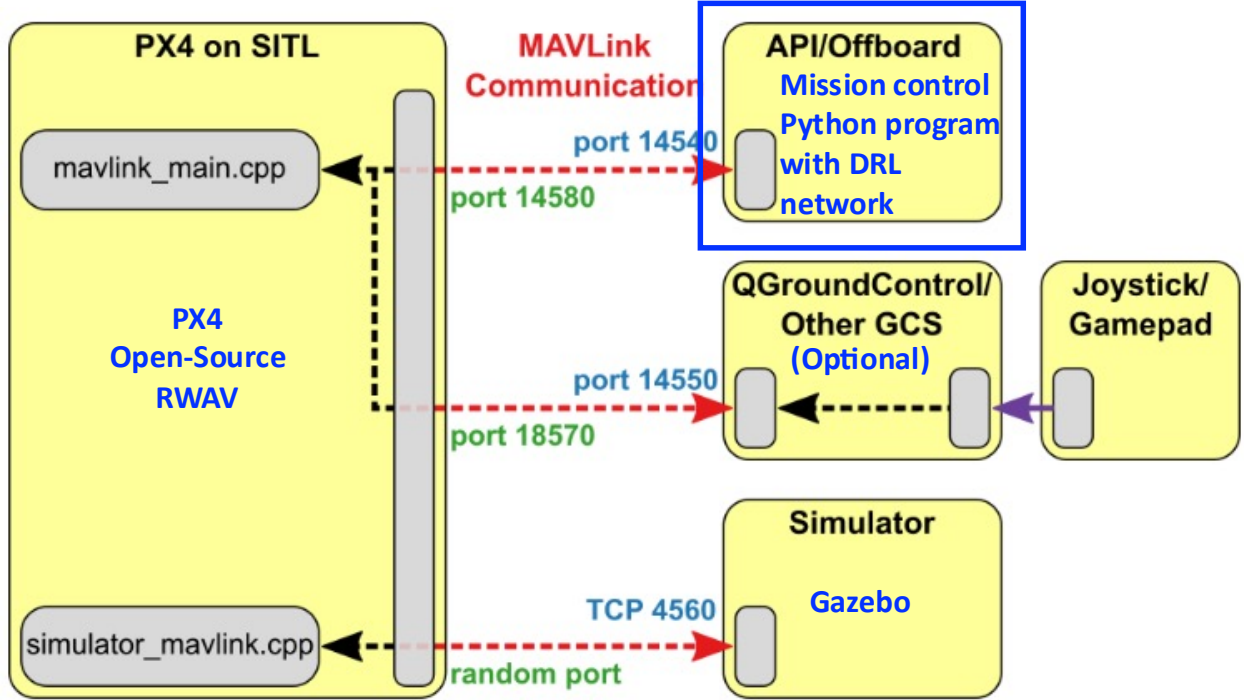 PX4 on SITL
mavlink_main.cpp
PX4
Open-Source
RWAV
simulator_mavlink.cpp
MAVLink
Communication
port 14540
port 14580
port 14550
port 18570
TCP 4560
random port
API/Offboard
Mission control
Python program
with DRL
network
QGroundControl/
Other GCS
(Optional)
Joystick/
Gamepad
Simulator
Gazebo